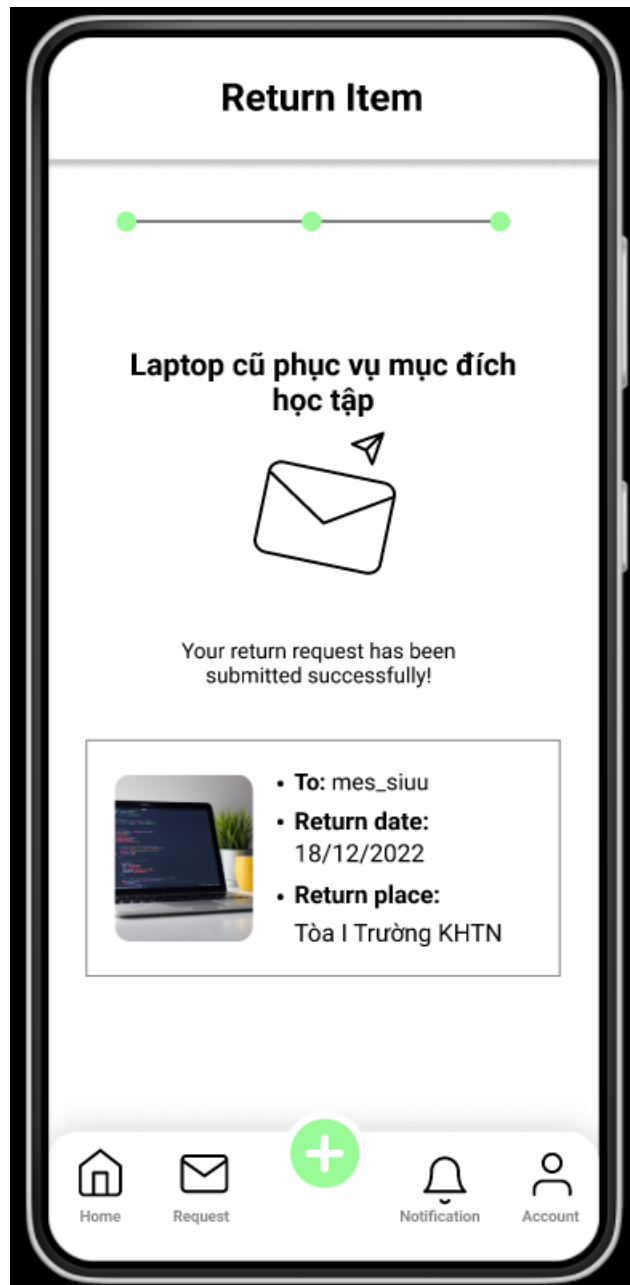 Return Item
Laptop cũ phục vụ mục đích
học tập
Your return request has been
submitted successfully!
• To: mes_siuu
• Return date:
18/12/2022
• Return place:
Tòa I Trường KHTN
Home
Request
Notification
Account